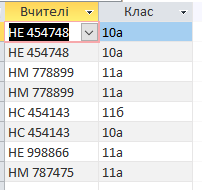 Вчителі Клас
НЕ 454748 10а
НЕ 454748 10а
НМ 778899 11а
НМ 778899 11а
НС 454143 11б
НС 454143 10а
НЕ 998866 11а
НМ 787475 11а